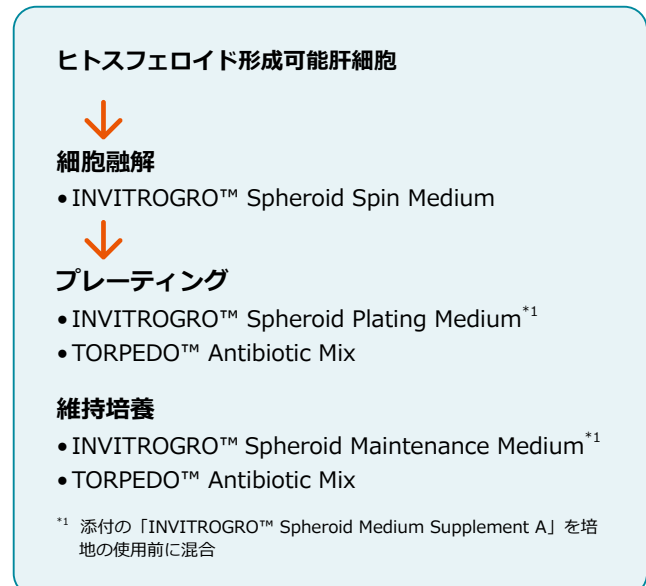 ヒトスフェロイド形成可能肝細胞
細胞融解
• INVITROGRO™ Spheroid Spin Medium
プレーティング
• INVITROGRO™ Spheroid Plating Medium*1
• TORPEDO™ Antibiotic Mix
維持培養
• INVITROGRO™ Spheroid Maintenance Medium*1
• TORPEDO™ Antibiotic Mix
*1 添付の「INVITROGRO™ Spheroid Medium Supplement A」を培
地の使用前に混合